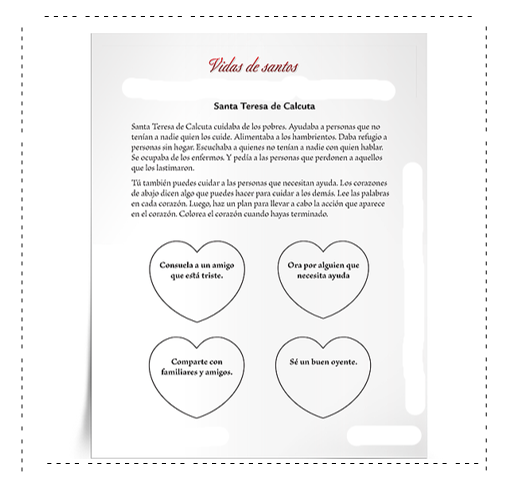 Vidas de santos
Santa Teresa de Calcuta
Santa Teresa de Calcuta cuidaba de los pobres. Ayudaba a personas que no
tenían a nadie quien los cuide. Alimentaba a los hambrientos. Daba refugio a
personas sin hogar. Escuchaba a quienes no tenían a nadie con quien hablar.
Se ocupaba de los enfermos. Y pedía a las personas que perdonen a aquellos
que los lastimaron.
Tú también puedes cuidar a las personas que necesitan ayuda. Los corazones
de abajo dicen algo que puedes hacer para cuidar a los demás. Lee las palabras
en cada corazón. Luego, haz un plan para llevar a cabo la acción que aparece
en el corazón. Colorea el corazón cuando hayas terminado.
Consuela a un amigo
que está triste.
Ora por alguien que
necesita ayuda
Comparte con
familiares y amigos.
Sé un buen oyente.